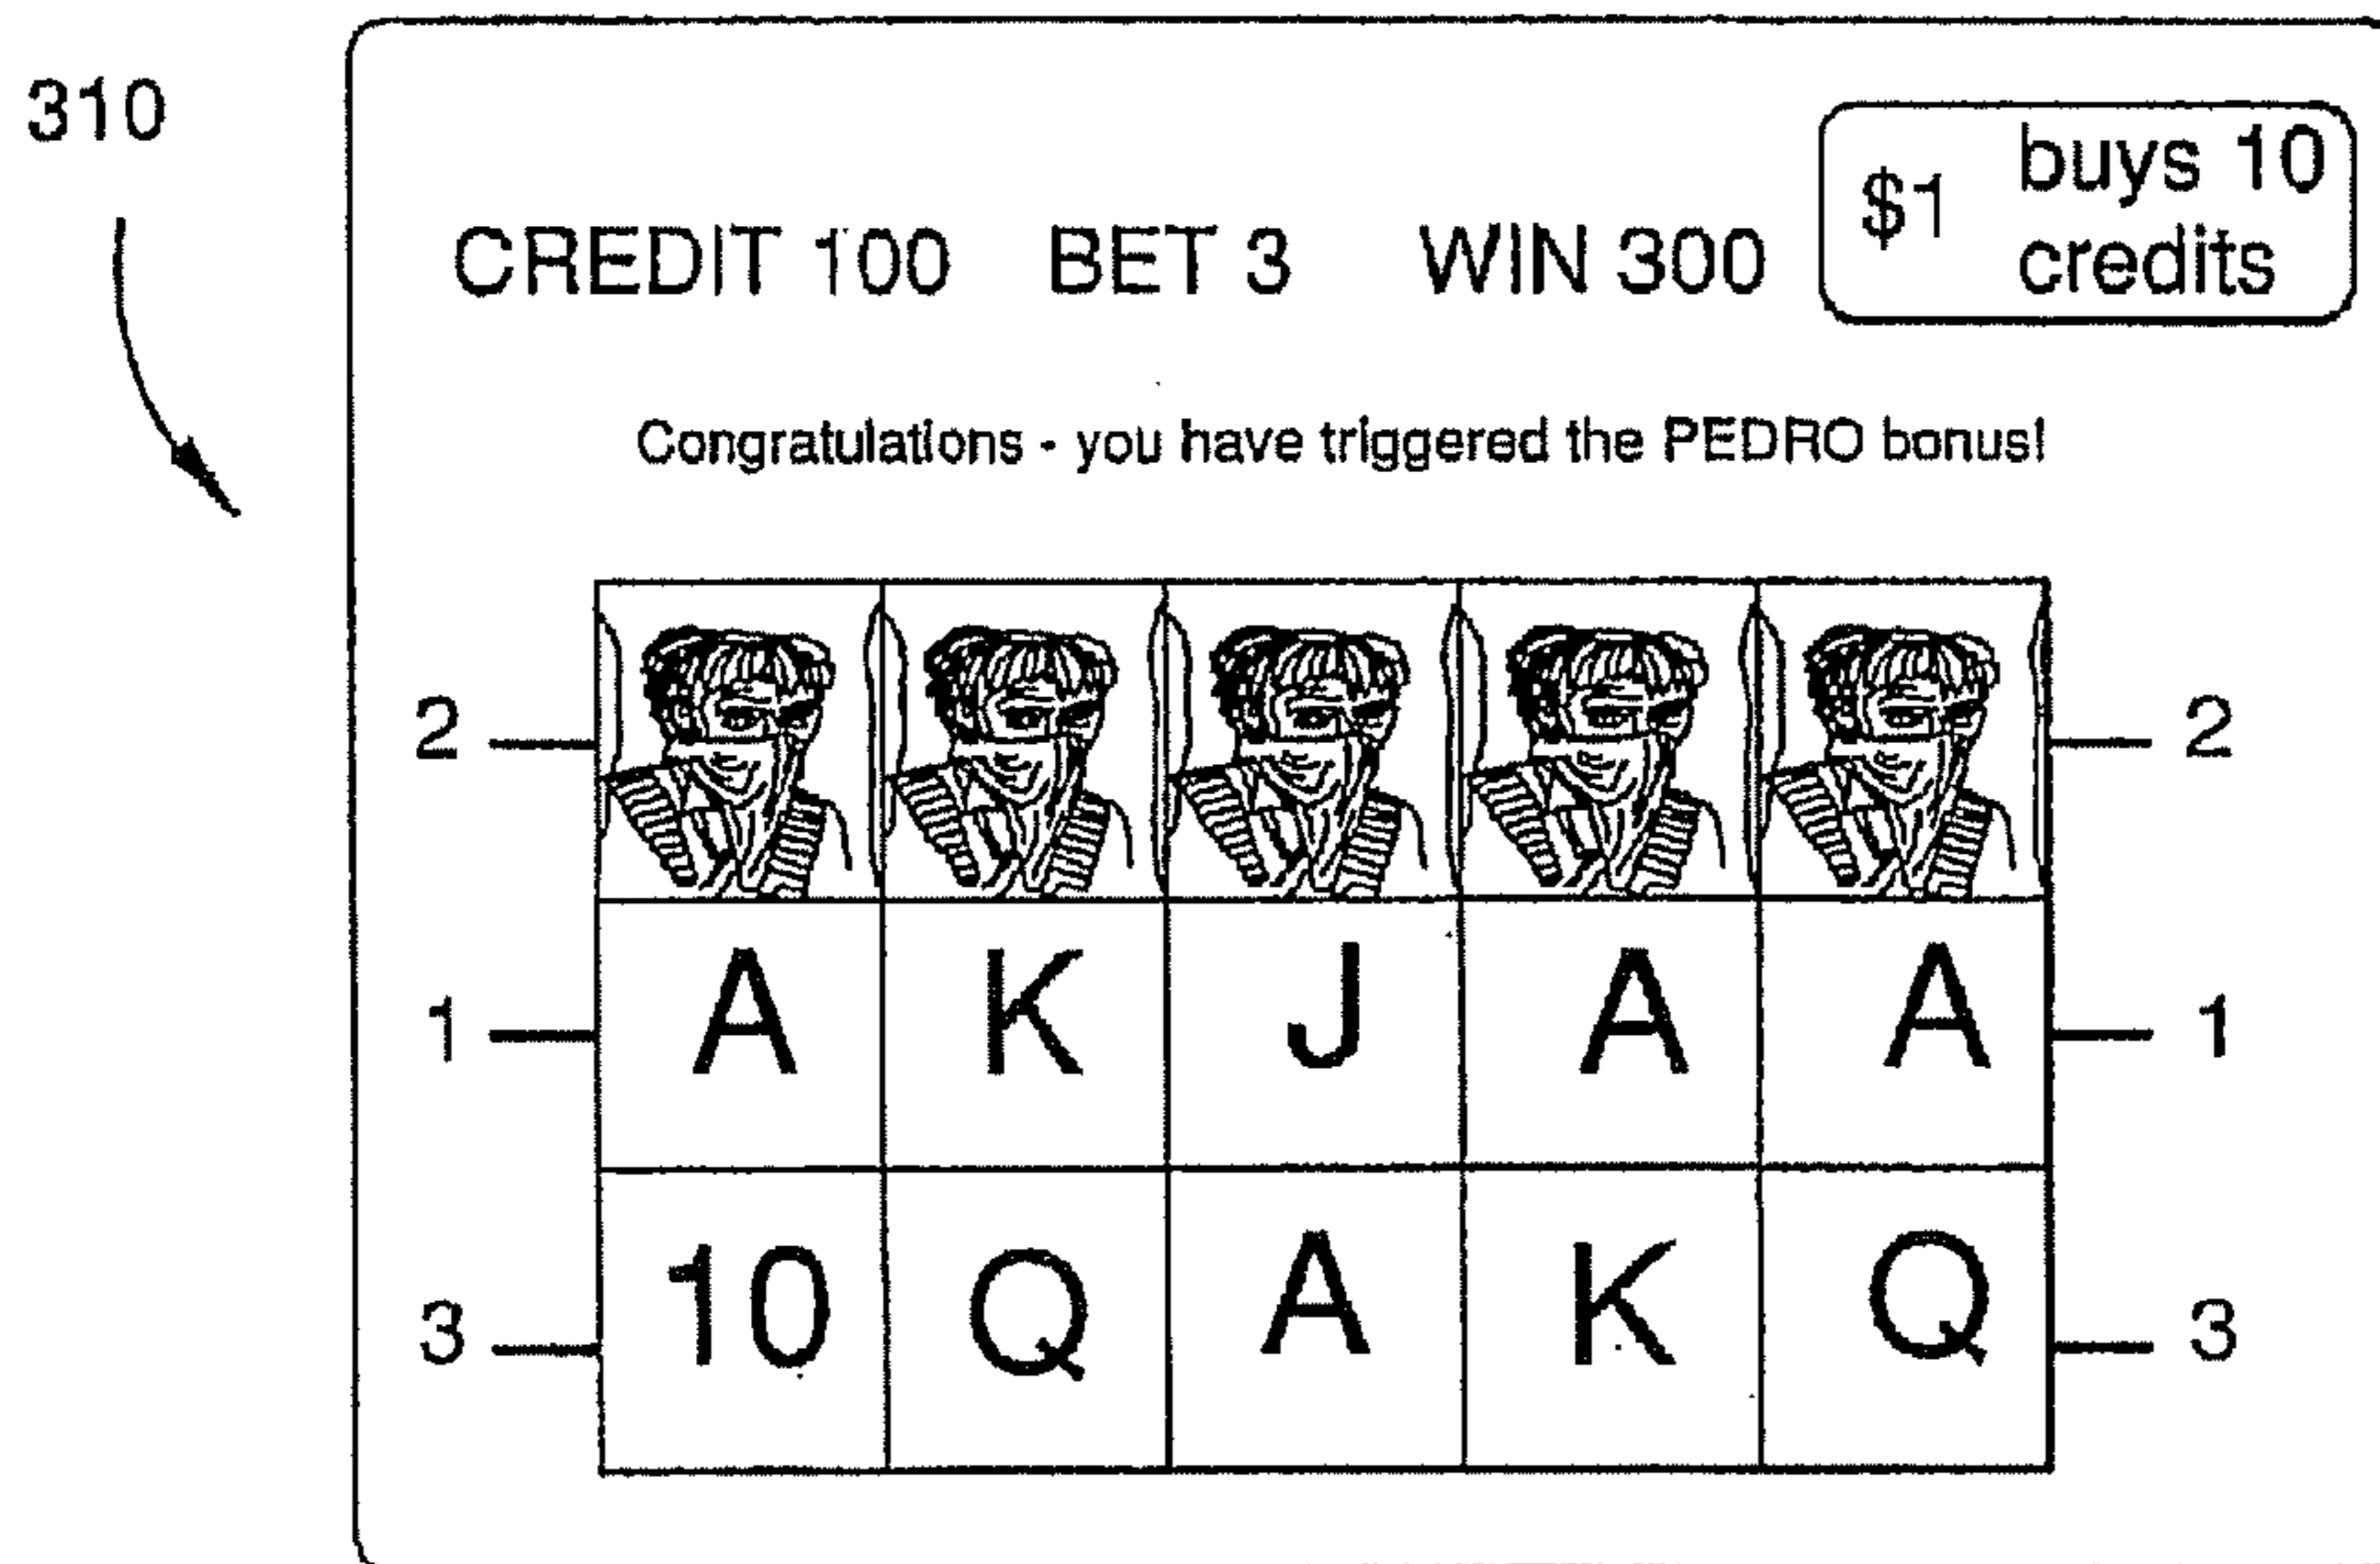 310
$1 buys 10
credits
CREDIT 100 BET 3 WIN 300
Congratulations - you have triggered the PEDRO bonus!
2 2
1 A K J A A 1
3 10 Q A K Q 3